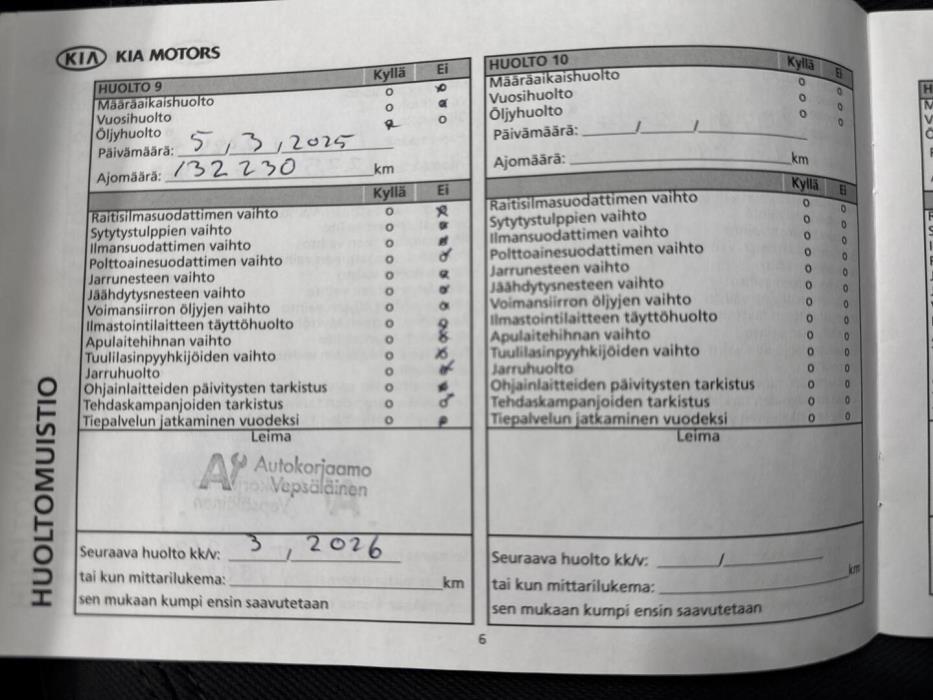 KIA KIA MOTORS
HUOLTO 9 Kyllä Ei
Määräaikaishuolto o o
Vuosihuolto o o
Öljyhuolto o o
Päivämäärä: 5, 3, 2025
Ajomäärä: 132 230 km
Kyllä Ei
Raitisilmasuodattimen vaihto o o
Sytytystulppien vaihto o o
Ilmansuodattimen vaihto o o
Polttoainesuodattimen vaihto o o
Jarrunesteen vaihto o o
Jäähdytysnesteen vaihto o o
Voimansiirron öljyjen vaihto o o
Ilmastointilaitteen täyttöhuolto o o
Apulaitehihnan vaihto o o
Tuulilasinpyyhkijöiden vaihto o o
Jarruhuolto o o
Ohjainlaitteiden päivitysten tarkistus o o
Tehdaskampanjoiden tarkistus o o
Tiepalvelun jatkaminen vuodeksi o o
Leima
Autokorjaamo
Vepsäläinen
Seuraava huolto kk/v: 3, 2026
tai kun mittarilukema: km
sen mukaan kumpi ensin saavutetaan
HUOLTO 10 Kyllä Ei
Määräaikaishuolto o o
Vuosihuolto o o
Öljyhuolto o o
Päivämäärä: / /
Ajomäärä: km
Kyllä Ei
Raitisilmasuodattimen vaihto o o
Sytytystulppien vaihto o o
Ilmansuodattimen vaihto o o
Polttoainesuodattimen vaihto o o
Jarrunesteen vaihto o o
Jäähdytysnesteen vaihto o o
Voimansiirron öljyjen vaihto o o
Ilmastointilaitteen täyttöhuolto o o
Apulaitehihnan vaihto o o
Tuulilasinpyyhkijöiden vaihto o o
Jarruhuolto o o
Ohjainlaitteiden päivitysten tarkistus o o
Tehdaskampanjoiden tarkistus o o
Tiepalvelun jatkaminen vuodeksi o o
Leima
Seuraava huolto kk/v: /
tai kun mittarilukema: km
sen mukaan kumpi ensin saavutetaan
HUOLTOMUISTIO
6